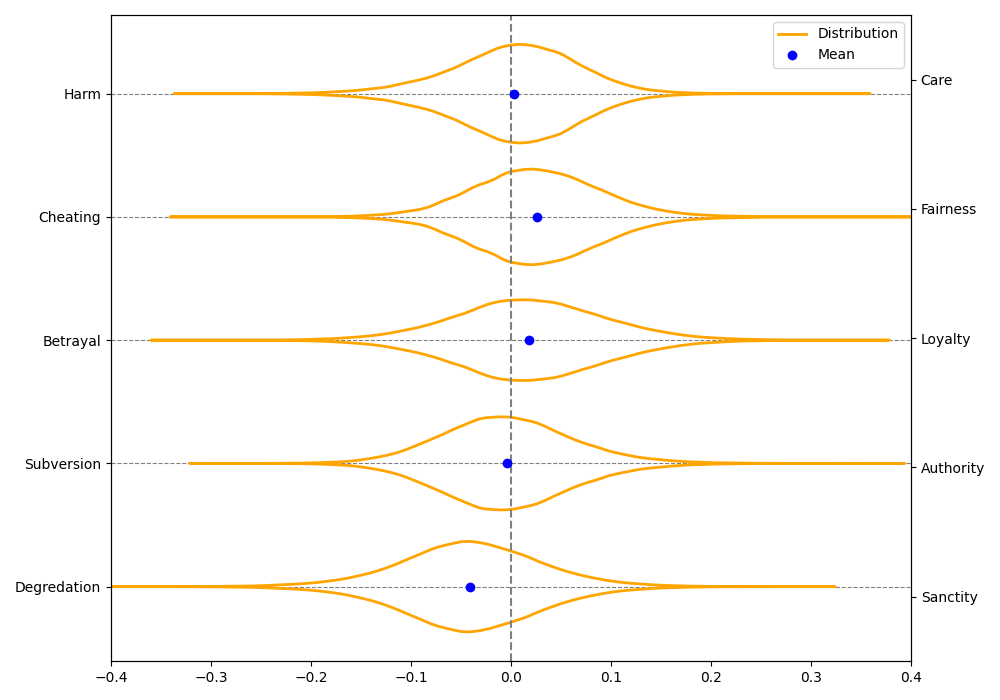 Distribution
Mean
Harm
Care
Cheating
Fairness
Betrayal
Loyalty
Subversion
Authority
Degredation
Sanctity
−0.4 −0.3 −0.2 −0.1 0.0 0.1 0.2 0.3 0.4